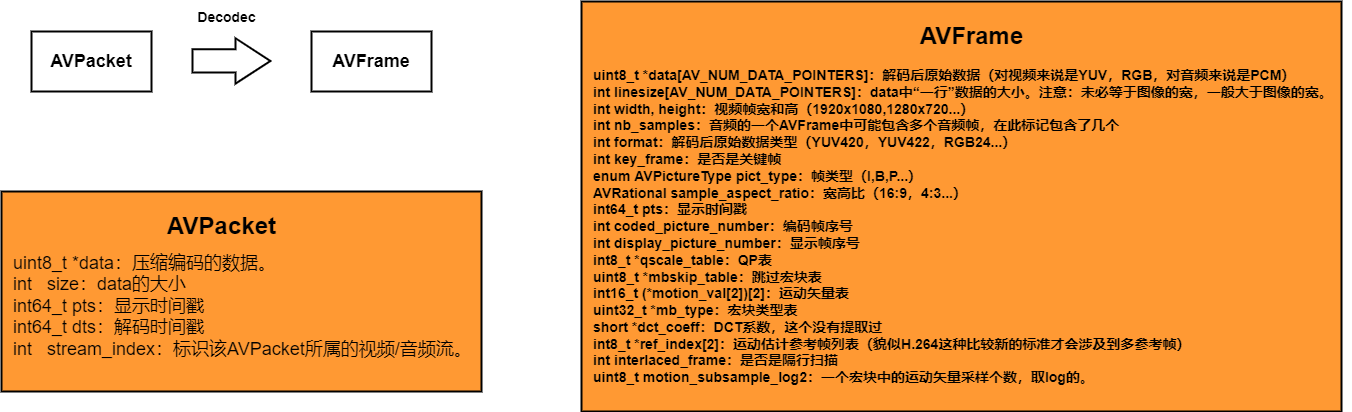 Decodec
AVPacket
AVFrame
AVPacket
uint8_t *data：压缩编码的数据。
int size：data的大小
int64_t pts：显示时间戳
int64_t dts：解码时间戳
int stream_index：标识该AVPacket所属的视频/音频流。
AVFrame
uint8_t *data[AV_NUM_DATA_POINTERS]：解码后原始数据（对视频来说是YUV，RGB，对音频来说是PCM）
int linesize[AV_NUM_DATA_POINTERS]：data中“一行”数据的大小。注意：未必等于图像的宽，一般大于图像的宽。
int width, height：视频帧宽和高（1920x1080,1280x720...）
int nb_samples：音频的一个AVFrame中可能包含多个音频帧，在此标记包含了几个
int format：解码后原始数据类型（YUV420，YUV422，RGB24...）
int key_frame：是否是关键帧
enum AVPictureType pict_type：帧类型（I,B,P...）
AVRational sample_aspect_ratio：宽高比（16:9，4:3...）
int64_t pts：显示时间戳
int coded_picture_number：编码帧序号
int display_picture_number：显示帧序号
int8_t *qscale_table：QP表
uint8_t *mbskip_table：跳过宏块表
int16_t (*motion_val[2])[2]：运动矢量表
uint32_t *mb_type：宏块类型表
short *dct_coeff：DCT系数，这个没有提取过
int8_t *ref_index[2]：运动估计参考帧列表（貌似H.264这种比较新的标准才会涉及到多参考帧）
int interlaced_frame：是否是隔行扫描
uint8_t motion_subsample_log2：一个宏块中的运动矢量采样个数，取log的。